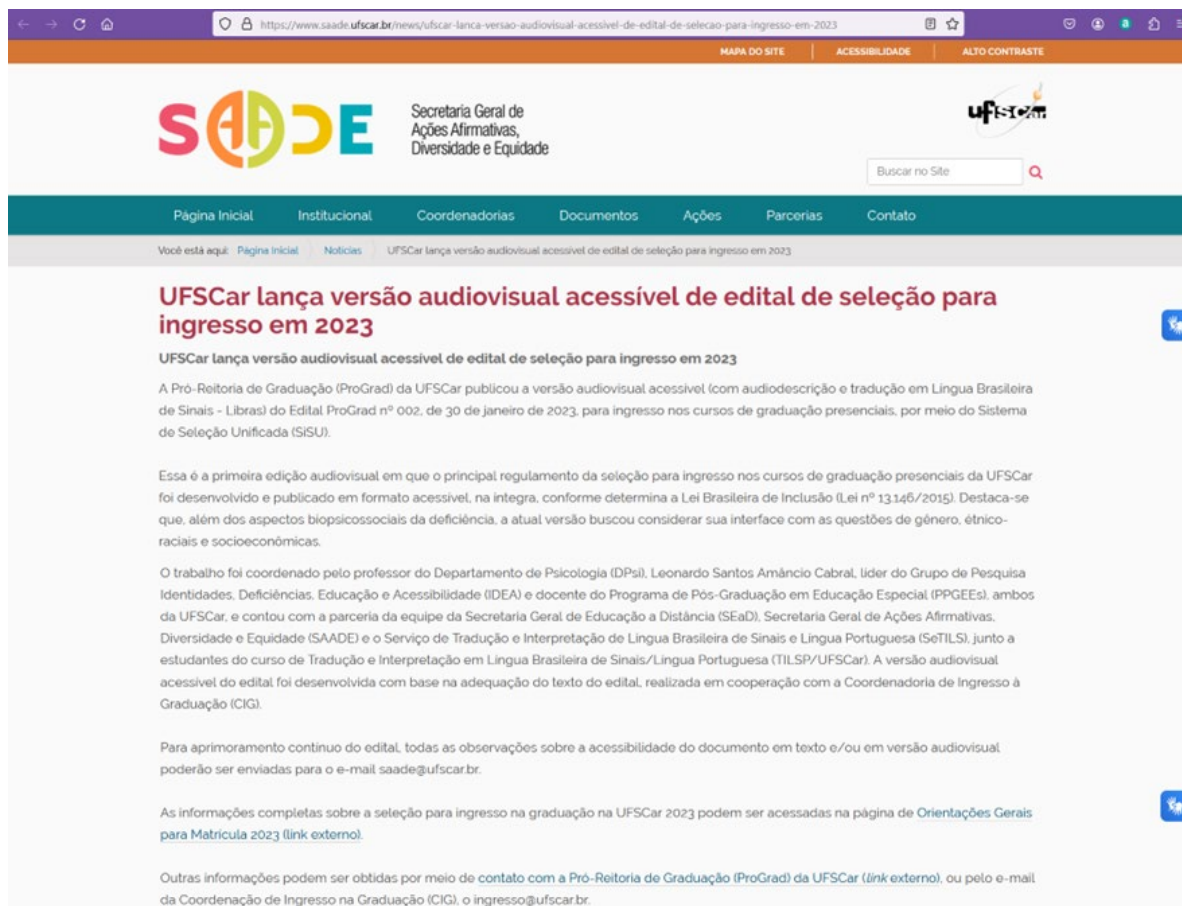 https://www.saade.ufscar.br/news/ufscar-lanca-versao-audiovisual-acessivel-de-edital-de-selecao-para-ingresso-em-2023
MAPA DO SITE
ACESSIBILIDADE
ALTO CONTRASTE
SAADE
Secretaria Geral de
Ações Afirmativas,
Diversidade e Equidade
ufscar
Buscar no Site
Página Inicial
Institucional
Coordenadorias
Documentos
Ações
Parcerias
Contato
Você está aqui: Página Inicial Notícias UFSCar lança versão audiovisual acessível de edital de seleção para ingresso em 2023
UFSCar lança versão audiovisual acessível de edital de seleção para
ingresso em 2023
UFSCar lança versão audiovisual acessível de edital de seleção para ingresso em 2023
A Pró-Reitoria de Graduação (ProGrad) da UFSCar publicou a versão audiovisual acessível (com audiodescrição e tradução em Língua Brasileira
de Sinais - Libras) do Edital ProGrad nº 002, de 30 de janeiro de 2023, para ingresso nos cursos de graduação presenciais, por meio do Sistema
de Seleção Unificada (SiSU).
Essa é a primeira edição audiovisual em que o principal regulamento da seleção para ingresso nos cursos de graduação presenciais da UFSCar
foi desenvolvido e publicado em formato acessível, na íntegra, conforme determina a Lei Brasileira de Inclusão (Lei nº 13.146/2015). Destaca-se
que, além dos aspectos biopsicossociais da deficiência, a atual versão buscou considerar sua interface com as questões de gênero, étnico-
raciais e socioeconômicas.
O trabalho foi coordenado pelo professor do Departamento de Psicologia (DPsi), Leonardo Santos Amâncio Cabral, líder do Grupo de Pesquisa
Identidades, Deficiências, Educação e Acessibilidade (IDEA) e docente do Programa de Pós-Graduação em Educação Especial (PPGEEs), ambos
da UFSCar, e contou com a parceria da equipe da Secretaria Geral de Educação a Distância (SEaD), Secretaria Geral de Ações Afirmativas,
Diversidade e Equidade (SAADE) e o Serviço de Tradução e Interpretação de Língua Brasileira de Sinais e Língua Portuguesa (SeTILS), junto a
estudantes do curso de Tradução e Interpretação em Língua Brasileira de Sinais/Língua Portuguesa (TILSP/UFSCar). A versão audiovisual
acessível do edital foi desenvolvida com base na adequação do texto do edital, realizada em cooperação com a Coordenadoria de Ingresso à
Graduação (CIG).
Para aprimoramento contínuo do edital, todas as observações sobre a acessibilidade do documento em texto e/ou em versão audiovisual
poderão ser enviadas para o e-mail saade@ufscar.br.
As informações completas sobre a seleção para ingresso na graduação na UFSCar 2023 podem ser acessadas na página de Orientações Gerais
para Matrícula 2023 (link externo).
Outras informações podem ser obtidas por meio de contato com a Pró-Reitoria de Graduação (ProGrad) da UFSCar (link externo), ou pelo e-mail
da Coordenação de Ingresso na Graduação (CIG), o ingresso@ufscar.br.